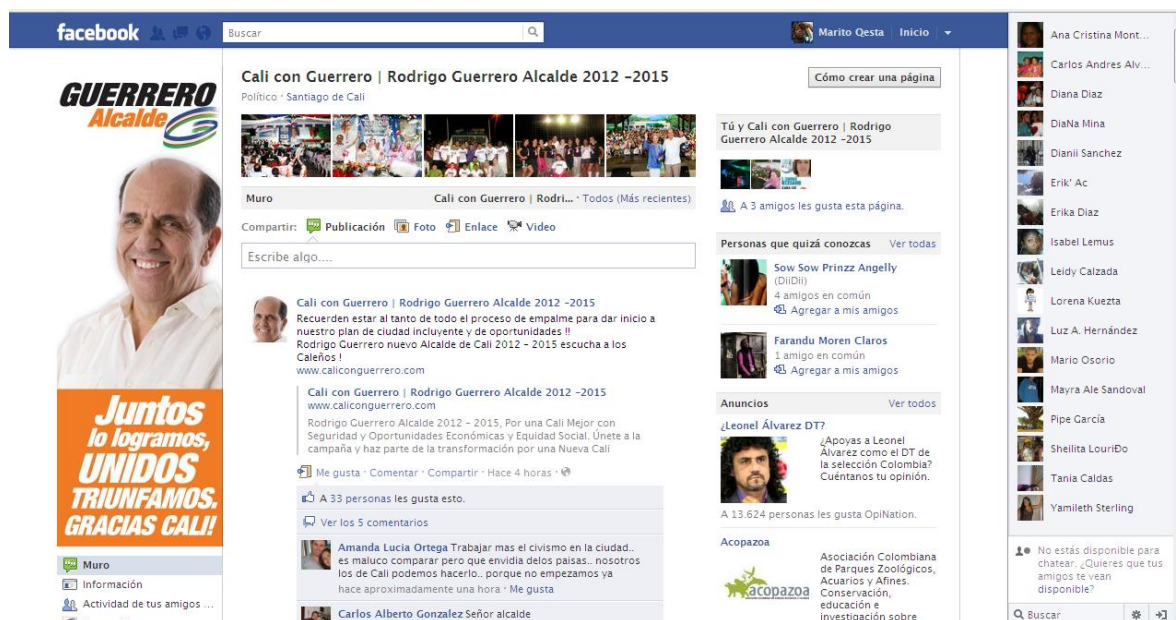 facebook
Buscar
Marito Qesta
Inicio
GUERRERO
Alcalde
Juntos
lo logramos,
UNIDOS
TRIUNFAMOS.
GRACIAS CALI!
Muro
Información
Actividad de tus amigos ...
Cali con Guerrero | Rodrigo Guerrero Alcalde 2012 -2015
Político · Santiago de Cali
Muro
Cali con Guerrero | Rodri... · Todos (Más recientes)
Compartir: Publicación Foto Enlace Video
Escribe algo....
Cali con Guerrero | Rodrigo Guerrero Alcalde 2012 -2015
Recuerden estar al tanto de todo el proceso de empalme para dar inicio a
nuestro plan de ciudad incluyente y de oportunidades !!
Rodrigo Guerrero nuevo Alcalde de Cali 2012 - 2015 escucha a los
Caleños !
www.caliconguerrero.com
Cali con Guerrero | Rodrigo Guerrero Alcalde 2012 -2015
www.caliconguerrero.com
Rodrigo Guerrero Alcalde 2012 - 2015, Por una Cali Mejor con
Seguridad y Oportunidades Económicas y Equidad Social. Únete a la
campaña y haz parte de la transformación por una Nueva Cali
Me gusta · Comentar · Compartir · Hace 4 horas ·
A 33 personas les gusta esto.
Ver los 5 comentarios
Amanda Lucia Ortega Trabajar mas el civismo en la ciudad..
es maluco comparar pero que envidia delos paisas.. nosotros
los de Cali podemos hacerlo.. porque no empezamos ya
hace aproximadamente una hora · Me gusta
Carlos Alberto Gonzalez Señor alcalde
Cómo crear una página
Tú y Cali con Guerrero | Rodrigo
Guerrero Alcalde 2012 -2015
A 3 amigos les gusta esta página.
Personas que quizá conozcas Ver todas
Sow Sow Prinzz Angelly
(DiiDii)
4 amigos en común
Agregar a mis amigos
Farandu Moren Claros
1 amigo en común
Agregar a mis amigos
Anuncios Ver todos
¿Leonel Álvarez DT?
¿Apoyas a Leonel
Álvarez como el DT de
la selección Colombia?
Cuéntanos tu opinión.
A 13.624 personas les gusta OpiNation.
Acopazoa
acopazoa
Asociación Colombiana
de Parques Zoológicos,
Acuarios y Afines.
Conservación,
educación e
investigación sobre
Ana Cristina Mont...
Carlos Andres Alv...
Diana Diaz
DiaNa Mina
Dianii Sanchez
Erik' Ac
Erika Diaz
Isabel Lemus
Leidy Calzada
Lorena Kuezta
Luz A. Hernández
Mario Osorio
Mayra Ale Sandoval
Pipe García
Sheilita LouriĐo
Tania Caldas
Yamileth Sterling
No estás disponible para
chatear. ¿Quieres que tus
amigos te vean
disponible?
Buscar